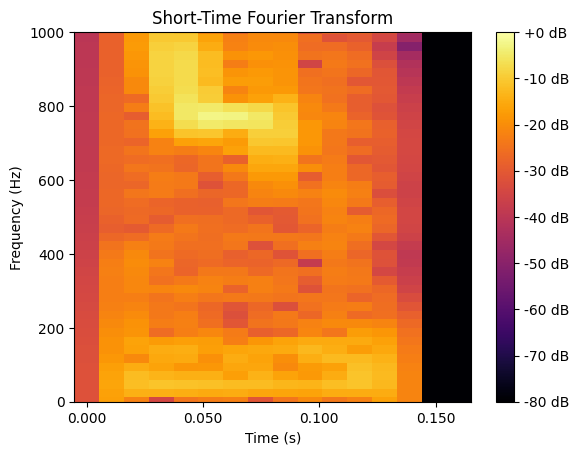 Short-Time Fourier Transform
1000
800
600
400
200
0
Frequency (Hz)
0.000
0.050
0.100
0.150
Time (s)
+0 dB
-10 dB
-20 dB
-30 dB
-40 dB
-50 dB
-60 dB
-70 dB
-80 dB